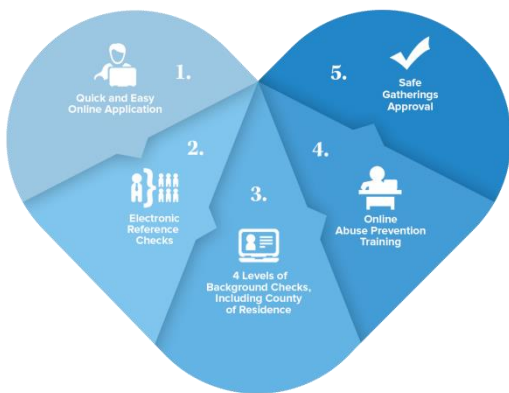 1.
Quick and Easy
Online Application
2.
Electronic
Reference
Checks
3.
4 Levels of
Background Checks,
Including County
of Residence
4.
Online
Abuse Prevention
Training
5.
Safe
Gatherings
Approval